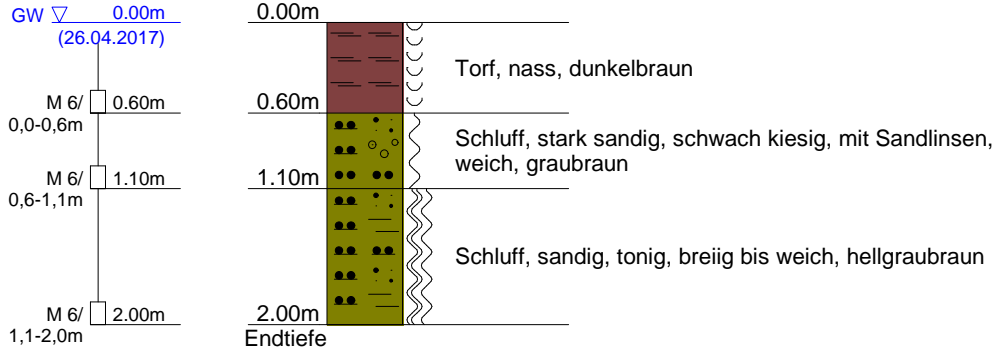 GW 0.00m
(26.04.2017)
0.00m
Torf, nass, dunkelbraun
M 6/ 0.60m
0,0-0,6m
0.60m
Schluff, stark sandig, schwach kiesig, mit Sandlinsen,
weich, graubraun
M 6/ 1.10m
0,6-1,1m
1.10m
Schluff, sandig, tonig, breiig bis weich, hellgraubraun
M 6/ 2.00m
1,1-2,0m
2.00m
Endtiefe